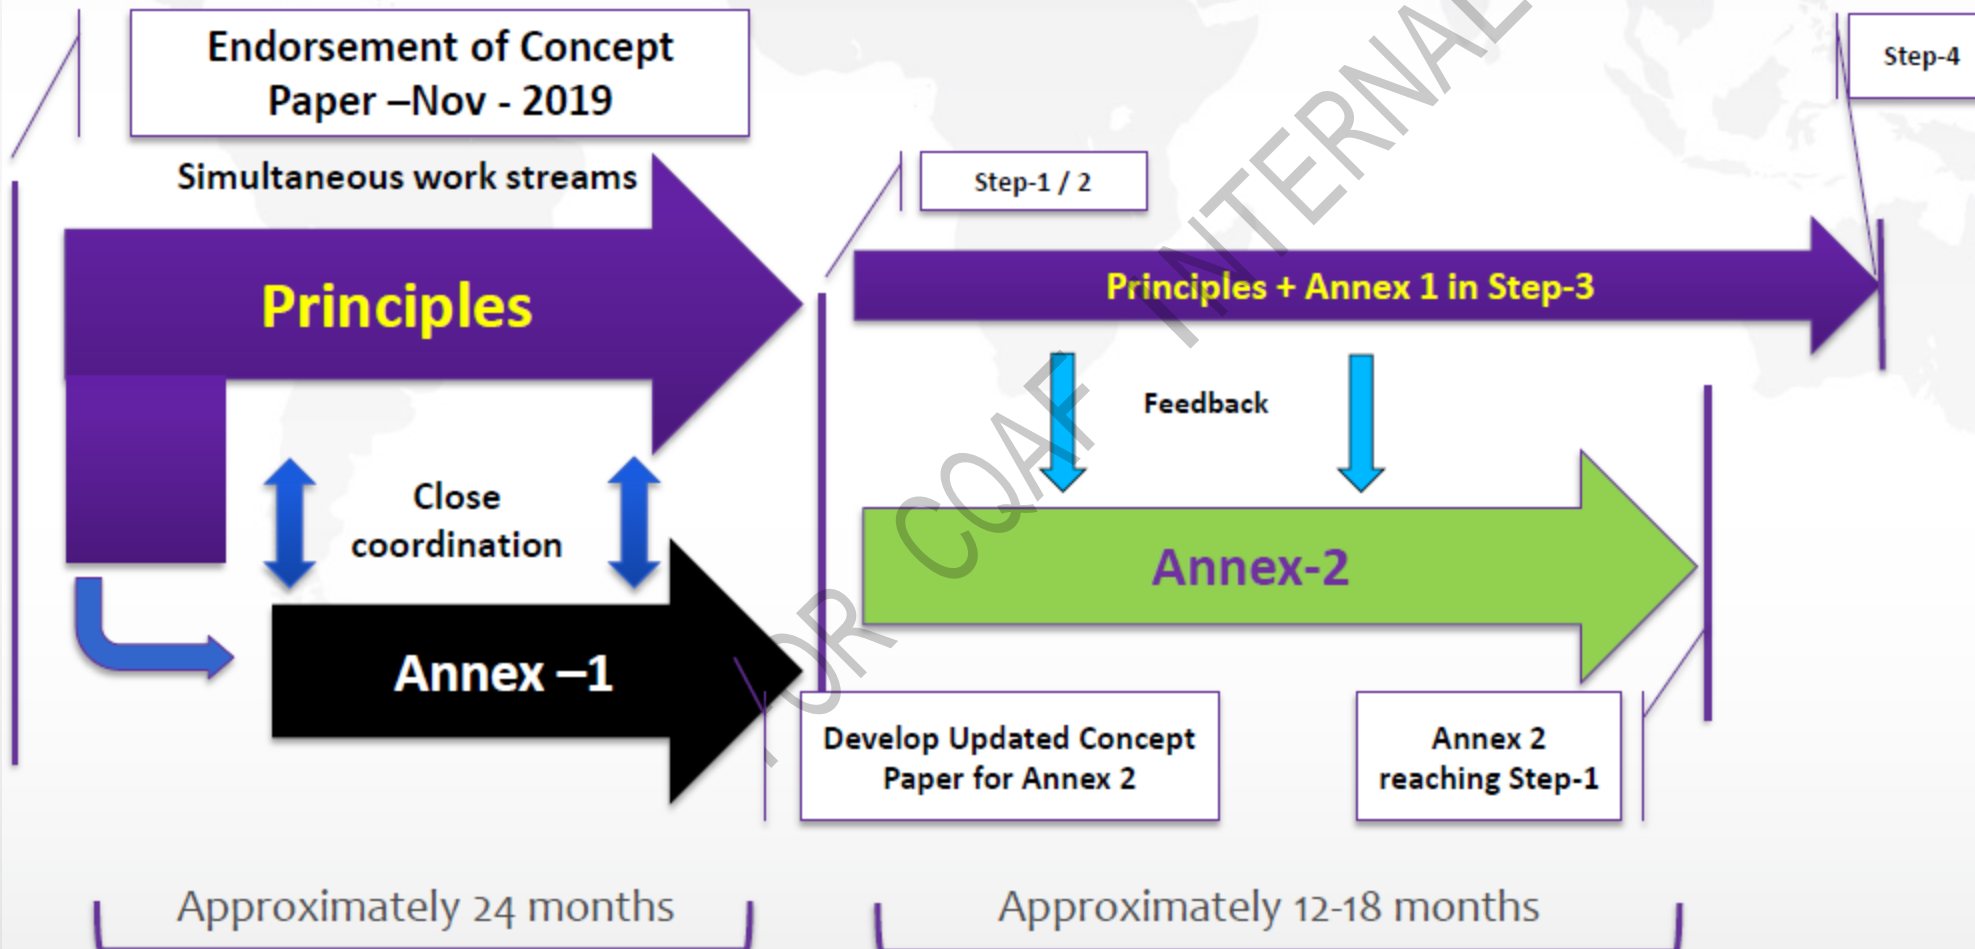 Endorsement of Concept
Paper –Nov - 2019
Step-4
Simultaneous work streams
Step-1 / 2
Principles
Principles + Annex 1 in Step-3
Feedback
Close
coordination
Annex-2
Annex –1
Develop Updated Concept
Paper for Annex 2
Annex 2
reaching Step-1
Approximately 24 months
Approximately 12-18 months
FOR CQAF INTERNAL